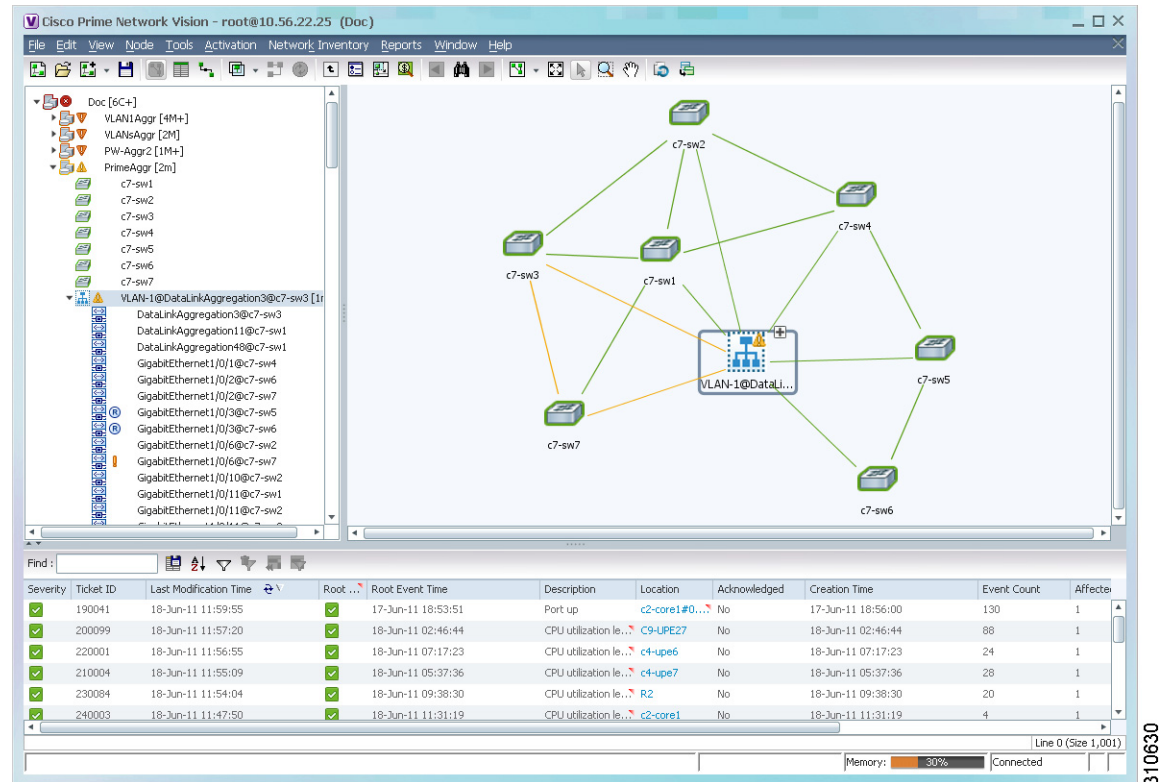 Cisco Prime Network Vision - root@10.56.22.25 (Doc)
File Edit View Node Tools Activation Network Inventory Reports Window Help
Doc [6C+]
VLAN1Aggr [4M+]
VLANsAggr [2M]
PW-Aggr2 [1M+]
PrimeAggr [2m]
c7-sw1
c7-sw2
c7-sw3
c7-sw4
c7-sw5
c7-sw6
c7-sw7
VLAN-1@DataLinkAggregation3@c7-sw3 [1m
DataLinkAggregation3@c7-sw3
DataLinkAggregation11@c7-sw1
DataLinkAggregation48@c7-sw1
GigabitEthernet1/0/1@c7-sw4
GigabitEthernet1/0/2@c7-sw6
GigabitEthernet1/0/2@c7-sw7
R GigabitEthernet1/0/3@c7-sw5
R GigabitEthernet1/0/3@c7-sw6
GigabitEthernet1/0/6@c7-sw2
GigabitEthernet1/0/6@c7-sw7
GigabitEthernet1/0/10@c7-sw2
GigabitEthernet1/0/11@c7-sw1
GigabitEthernet1/0/11@c7-sw2
c7-sw2
c7-sw4
c7-sw3
c7-sw1
VLAN-1@DataLi...
c7-sw5
c7-sw7
c7-sw6
Find :
Severity Ticket ID Last Modification Time Root ... Root Event Time Description Location Acknowledged Creation Time Event Count Affecte
190041 18-Jun-11 11:59:55 17-Jun-11 18:53:51 Port up c2-core1#0... No 17-Jun-11 18:56:00 130 1
200099 18-Jun-11 11:57:20 18-Jun-11 02:46:44 CPU utilization le... C9-UPE27 No 18-Jun-11 02:46:44 88 1
220001 18-Jun-11 11:56:55 18-Jun-11 07:17:23 CPU utilization le... c4-upe6 No 18-Jun-11 07:17:23 24 1
210004 18-Jun-11 11:55:09 18-Jun-11 05:37:36 CPU utilization le... c4-upe7 No 18-Jun-11 05:37:36 28 1
230084 18-Jun-11 11:54:04 18-Jun-11 09:38:30 CPU utilization le... R2 No 18-Jun-11 09:38:30 20 1
240003 18-Jun-11 11:47:50 18-Jun-11 11:31:19 CPU utilization le... c2-core1 No 18-Jun-11 11:31:19 4 1
Line 0 (Size 1,001)
Memory: 30% Connected
310630